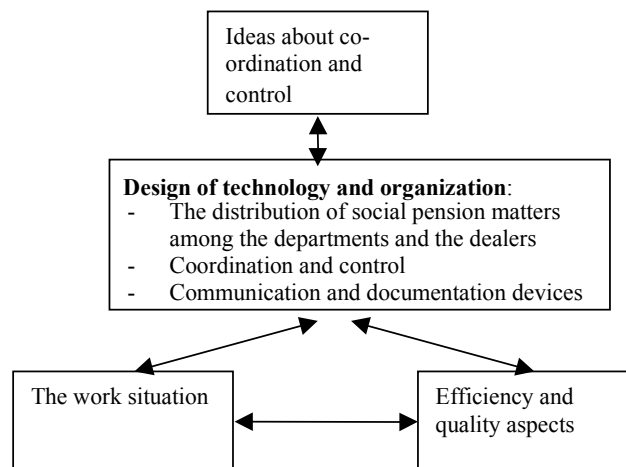 Ideas about co-
ordination and
control
Design of technology and organization:
- The distribution of social pension matters
among the departments and the dealers
- Coordination and control
- Communication and documentation devices
The work situation
Efficiency and
quality aspects